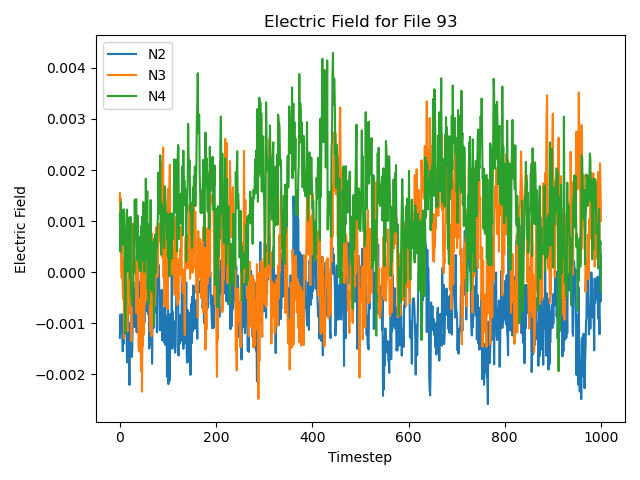 Electric Field for File 93
N2
N3
N4
0.004
0.003
0.002
0.001
0.000
−0.001
−0.002
Electric Field
0 200 400 600 800 1000
Timestep